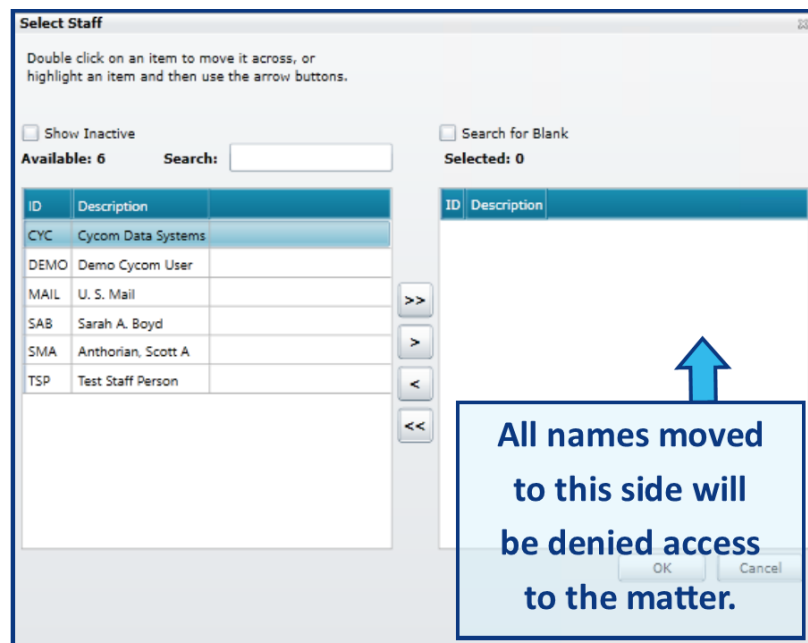 Select Staff
Double click on an item to move it across, or
highlight an item and then use the arrow buttons.
Show Inactive
Search for Blank
Available: 6 Search:
Selected: 0
ID Description
ID Description
CYC Cycom Data Systems
DEMO Demo Cycom User
MAIL U. S. Mail
SAB Sarah A. Boyd
SMA Anthorian, Scott A
TSP Test Staff Person
>>
>
<
<<
All names moved
to this side will
be denied access
to the matter.
OK Cancel